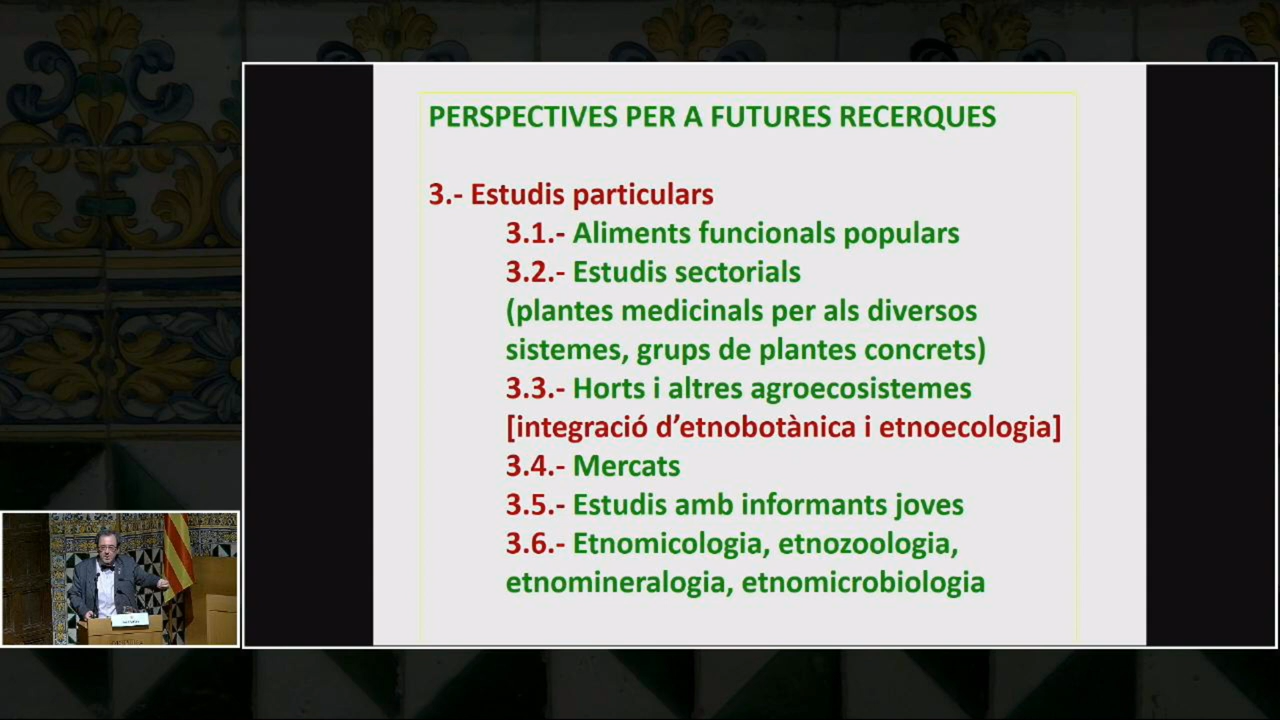 PERSPECTIVES PER A FUTURES RECERQUES
3.- Estudis particulars
3.1.- Aliments funcionals populars
3.2.- Estudis sectorials
(plantes medicinals per als diversos
sistemes, grups de plantes concrets)
3.3.- Horts i altres agroecosistemes
[integració d’etnobotànica i etnoecologia]
3.4.- Mercats
3.5.- Estudis amb informants joves
3.6.- Etnomicologia, etnozoologia,
etnomineralogia, etnomicrobiologia